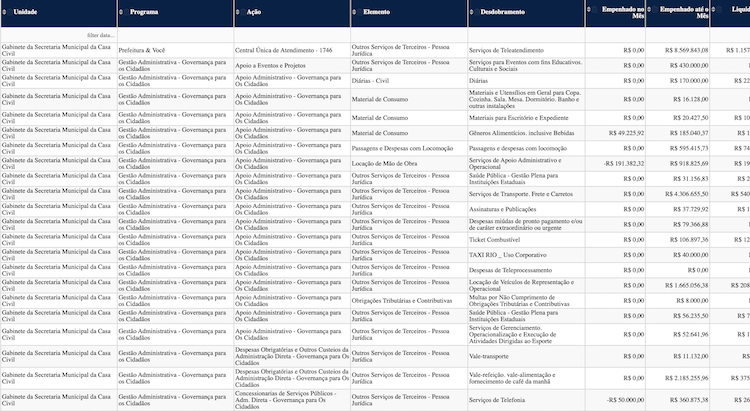 Unidade Programa Ação Elemento Desdobramento Empenhado no Mês Empenhado até o Mês
filter data...
Gabinete da Secretaria Municipal da Casa Civil Prefeitura & Você Central Única de Atendimento - 1746 Outros Serviços de Terceiros - Pessoa Jurídica Serviços de Teleatendimento R$ 0,00 R$ 8.569.843,08 R$ 1.157
Gabinete da Secretaria Municipal da Casa Civil Gestão Administrativa - Governança para os Cidadãos Apoio a Eventos e Projetos Outros Serviços de Terceiros - Pessoa Jurídica Serviços para Eventos com fins Educativos. Culturais e Sociais R$ 0,00 R$ 430.000,00
Gabinete da Secretaria Municipal da Casa Civil Gestão Administrativa - Governança para os Cidadãos Apoio Administrativo - Governança para Os Cidadãos Diárias - Civil Diárias R$ 0,00 R$ 170.000,00 R$ 22
Gabinete da Secretaria Municipal da Casa Civil Gestão Administrativa - Governança para os Cidadãos Apoio Administrativo - Governança para Os Cidadãos Material de Consumo Materiais e Utensílios em Geral para Copa. Cozinha. Sala. Mesa. Dormitório. Banho e outras instalações R$ 0,00 R$ 16.128,00
Gabinete da Secretaria Municipal da Casa Civil Gestão Administrativa - Governança para os Cidadãos Apoio Administrativo - Governança para Os Cidadãos Material de Consumo Materiais para Escritório e Expediente R$ 0,00 R$ 20.427,50 R$ 10
Gabinete da Secretaria Municipal da Casa Civil Gestão Administrativa - Governança para os Cidadãos Apoio Administrativo - Governança para Os Cidadãos Material de Consumo Gêneros Alimentícios. inclusive Bebidas R$ 49.225,92 R$ 185.040,37
Gabinete da Secretaria Municipal da Casa Civil Gestão Administrativa - Governança para os Cidadãos Apoio Administrativo - Governança para Os Cidadãos Passagens e Despesas com Locomoção Passagens e despesas com locomoção R$ 0,00 R$ 595.415,73 R$ 74
Gabinete da Secretaria Municipal da Casa Civil Gestão Administrativa - Governança para os Cidadãos Apoio Administrativo - Governança para Os Cidadãos Locação de Mão de Obra Serviços de Apoio Administrativo e Operacional -R$ 191.382,32 R$ 918.825,69 R$ 19
Gabinete da Secretaria Municipal da Casa Civil Gestão Administrativa - Governança para os Cidadãos Apoio Administrativo - Governança para Os Cidadãos Outros Serviços de Terceiros - Pessoa Jurídica Saúde Pública - Gestão Plena para Instituições Estaduais R$ 0,00 R$ 31.156,83 R$ 2
Gabinete da Secretaria Municipal da Casa Civil Gestão Administrativa - Governança para os Cidadãos Apoio Administrativo - Governança para Os Cidadãos Outros Serviços de Terceiros - Pessoa Jurídica Serviços de Transporte. Frete e Carretos R$ 0,00 R$ 4.306.655,50 R$ 540
Gabinete da Secretaria Municipal da Casa Civil Gestão Administrativa - Governança para os Cidadãos Apoio Administrativo - Governança para Os Cidadãos Outros Serviços de Terceiros - Pessoa Jurídica Assinaturas e Publicações R$ 0,00 R$ 37.729,92 R$ 1
Gabinete da Secretaria Municipal da Casa Civil Gestão Administrativa - Governança para os Cidadãos Apoio Administrativo - Governança para Os Cidadãos Outros Serviços de Terceiros - Pessoa Jurídica Despesas miúdas de pronto pagamento e/ou de caráter extraordinário ou urgente R$ 0,00 R$ 79.366,88
Gabinete da Secretaria Municipal da Casa Civil Gestão Administrativa - Governança para os Cidadãos Apoio Administrativo - Governança para Os Cidadãos Outros Serviços de Terceiros - Pessoa Jurídica Ticket Combustível R$ 0,00 R$ 106.897,36 R$ 12
Gabinete da Secretaria Municipal da Casa Civil Gestão Administrativa - Governança para os Cidadãos Apoio Administrativo - Governança para Os Cidadãos Outros Serviços de Terceiros - Pessoa Jurídica TAXI RIO _ Uso Corporativo R$ 0,00 R$ 40.000,00
Gabinete da Secretaria Municipal da Casa Civil Gestão Administrativa - Governança para os Cidadãos Apoio Administrativo - Governança para Os Cidadãos Outros Serviços de Terceiros - Pessoa Jurídica Despesas de Teleprocessamento R$ 0,00 R$ 0,00
Gabinete da Secretaria Municipal da Casa Civil Gestão Administrativa - Governança para os Cidadãos Apoio Administrativo - Governança para Os Cidadãos Outros Serviços de Terceiros - Pessoa Jurídica Locação de Veículos de Representação e Operacional R$ 0,00 R$ 1.665.056,38 R$ 208
Gabinete da Secretaria Municipal da Casa Civil Gestão Administrativa - Governança para os Cidadãos Apoio Administrativo - Governança para Os Cidadãos Obrigações Tributárias e Contributivas Multas por Não Cumprimento de Obrigações Tributárias e Contributivas R$ 0,00 R$ 8.000,00
Gabinete da Secretaria Municipal da Casa Civil Gestão Administrativa - Governança para os Cidadãos Apoio Administrativo - Governança para Os Cidadãos Outros Serviços de Terceiros - Pessoa Jurídica Saúde Pública - Gestão Plena para Instituições Estaduais R$ 0,00 R$ 56.235,50 R$ 7
Gabinete da Secretaria Municipal da Casa Civil Gestão Administrativa - Governança para os Cidadãos Apoio Administrativo - Governança para Os Cidadãos Outros Serviços de Terceiros - Pessoa Jurídica Serviços de Gerenciamento. Operacionalização e Execução de Atividades Dirigidas ao Esporte R$ 0,00 R$ 52.641,96 R$ 1
Gabinete da Secretaria Municipal da Casa Civil Gestão Administrativa - Governança para os Cidadãos Despesas Obrigatórias e Outros Custeios da Administração Direta - Governança para Os Cidadãos Outros Serviços de Terceiros - Pessoa Jurídica Vale-transporte R$ 0,00 R$ 11.132,00 R$
Gabinete da Secretaria Municipal da Casa Civil Gestão Administrativa - Governança para os Cidadãos Despesas Obrigatórias e Outros Custeios da Administração Direta - Governança para Os Cidadãos Outros Serviços de Terceiros - Pessoa Jurídica Vale-refeição. vale-alimentação e fornecimento de café da manhã R$ 0,00 R$ 2.185.255,96 R$ 375
Gabinete da Secretaria Municipal da Casa Civil Gestão Administrativa - Governança para os Cidadãos Concessionarias de Serviços Públicos - Adm. Direta - Governança para Os Cidadãos Outros Serviços de Terceiros - Pessoa Jurídica Serviços de Telefonia -R$ 50.000,00 R$ 360.875,38 R$ 26